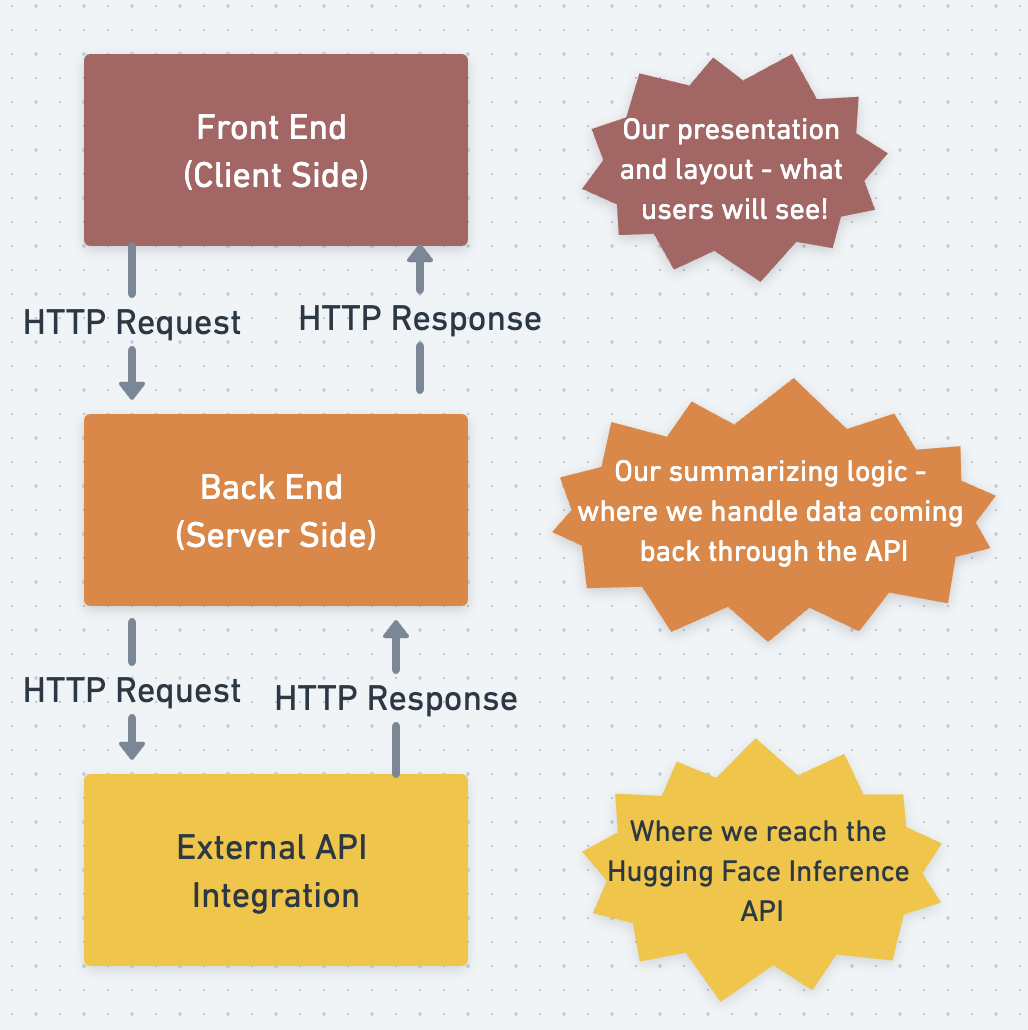 Front End
(Client Side)
Our presentation
and layout - what
users will see!
HTTP Request
HTTP Response
Back End
(Server Side)
Our summarizing logic -
where we handle data coming
back through the API
HTTP Request
HTTP Response
External API
Integration
Where we reach the
Hugging Face Inference
API